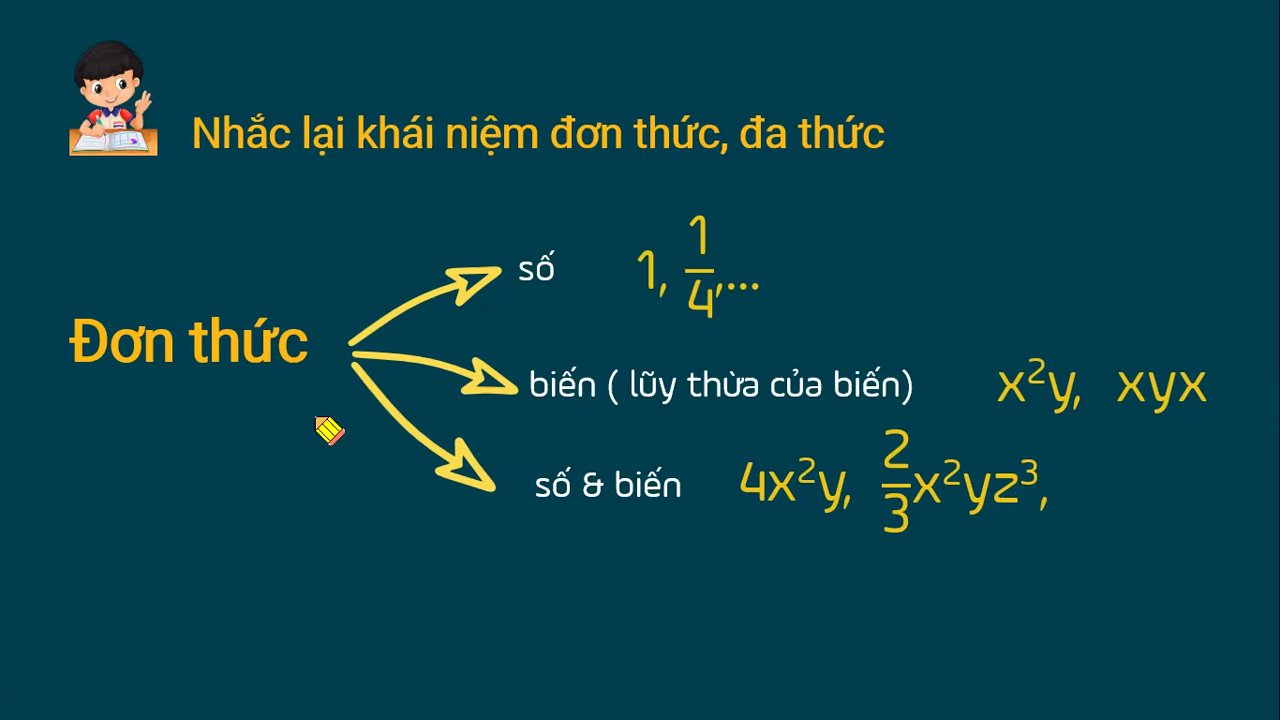 Nhắc lại khái niệm đơn thức, đa thức
số 1, 1/4,...
Đơn thức
biến ( lũy thừa của biến) x²y, xyx
số & biến 4x²y, 2/3x²yz³,